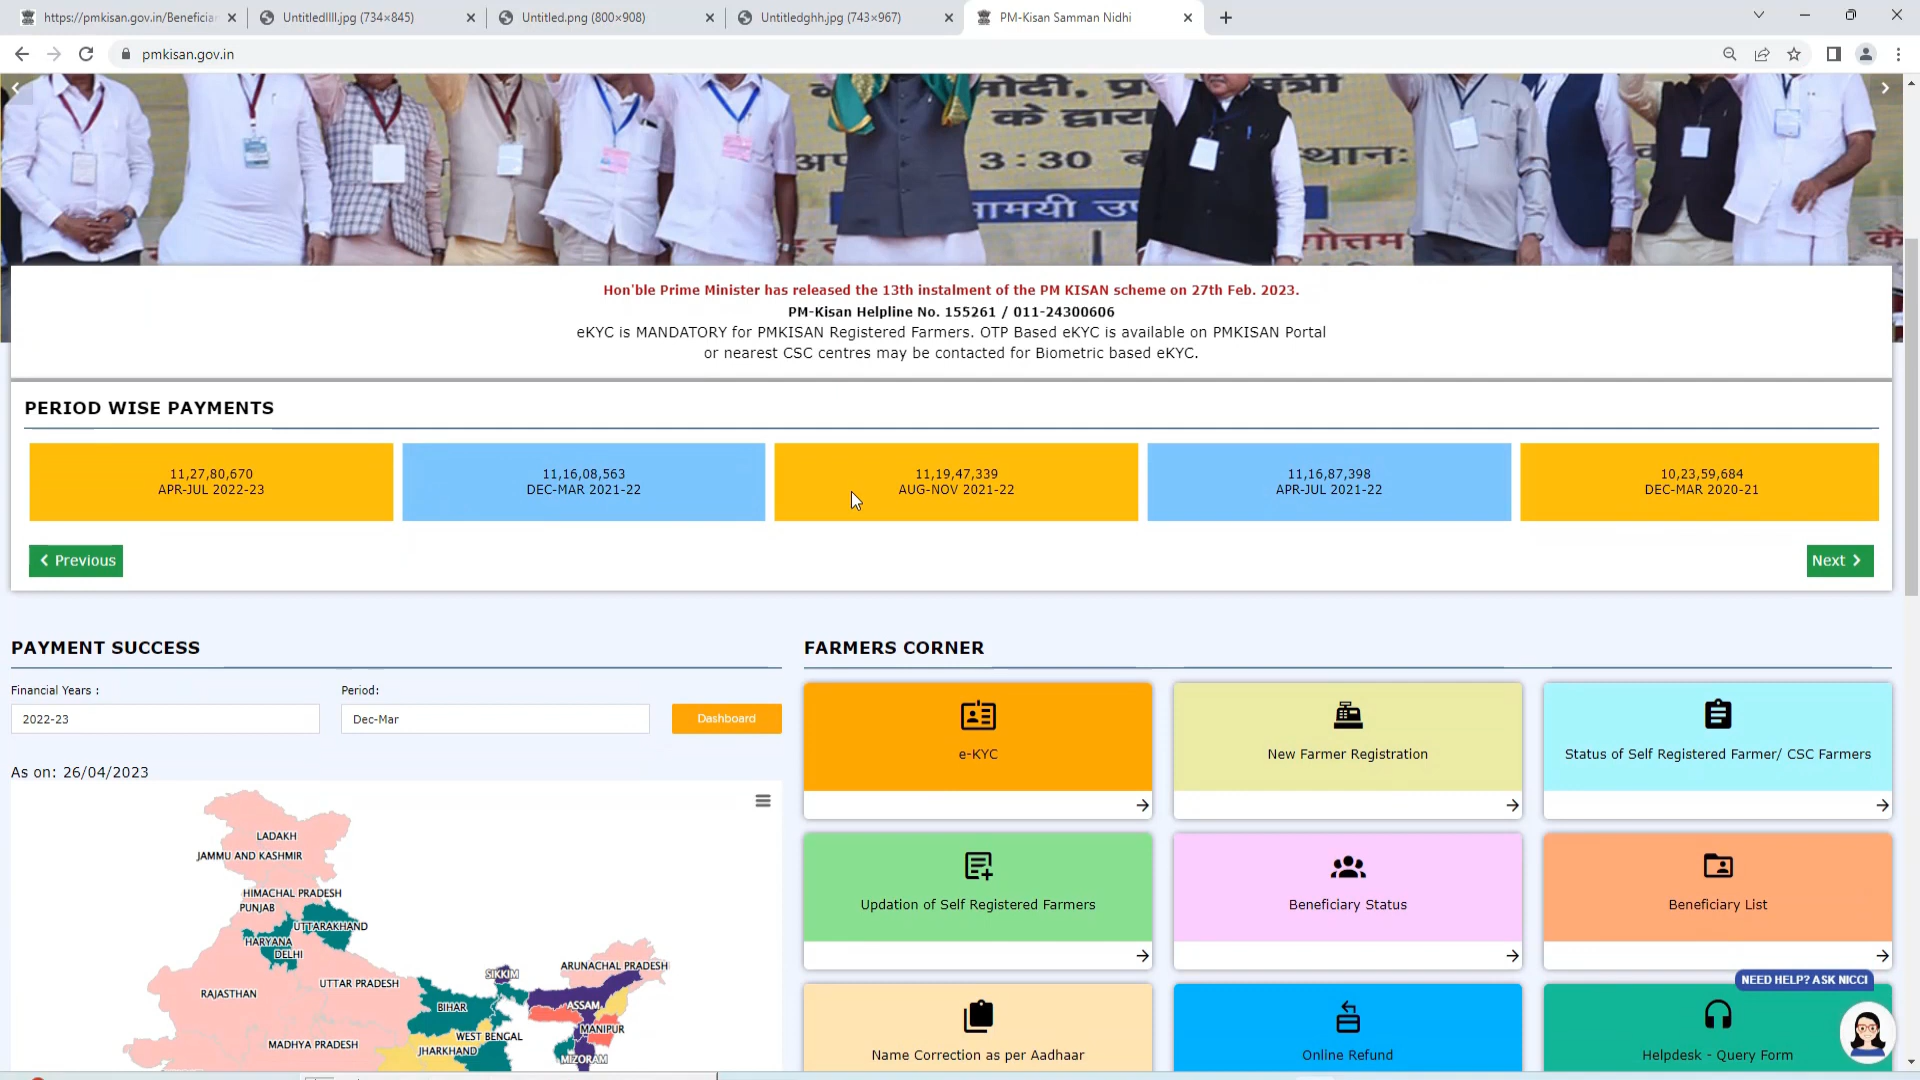 https://pmkisan.gov.in/Beneficia
Untitledllll.jpg (734×845)
Untitled.png (800×908)
Untitledghh.jpg (743×967)
PM-Kisan Samman Nidhi
pmkisan.gov.in
मोदी, प्र
के द्वारा
3:30
Hon'ble Prime Minister has released the 13th instalment of the PM KISAN scheme on 27th Feb. 2023.
PM-Kisan Helpline No. 155261 / 011-24300606
eKYC is MANDATORY for PMKISAN Registered Farmers. OTP Based eKYC is available on PMKISAN Portal
or nearest CSC centres may be contacted for Biometric based eKYC.
PERIOD WISE PAYMENTS
11,27,80,670
APR-JUL 2022-23
11,16,08,563
DEC-MAR 2021-22
11,19,47,339
AUG-NOV 2021-22
11,16,87,398
APR-JUL 2021-22
10,23,59,684
DEC-MAR 2020-21
Previous
Next
PAYMENT SUCCESS
Financial Years :
Period:
2022-23
Dec-Mar
Dashboard
As on: 26/04/2023
LADAKH
JAMMU AND KASHMIR
HIMACHAL PRADESH
PUNJAB
UTTARAKHAND
HARYANA
DELHI
ARUNACHAL PRADESH
SIKKIM
UTTAR PRADESH
RAJASTHAN
BIHAR
ASSAM
MANIPUR
WEST BENGAL
MADHYA PRADESH
JHARKHAND
MIZORAM
FARMERS CORNER
e-KYC
New Farmer Registration
Status of Self Registered Farmer/ CSC Farmers
Updation of Self Registered Farmers
Beneficiary Status
Beneficiary List
NEED HELP? ASK NICCI
Name Correction as per Aadhaar
Online Refund
Helpdesk - Query Form